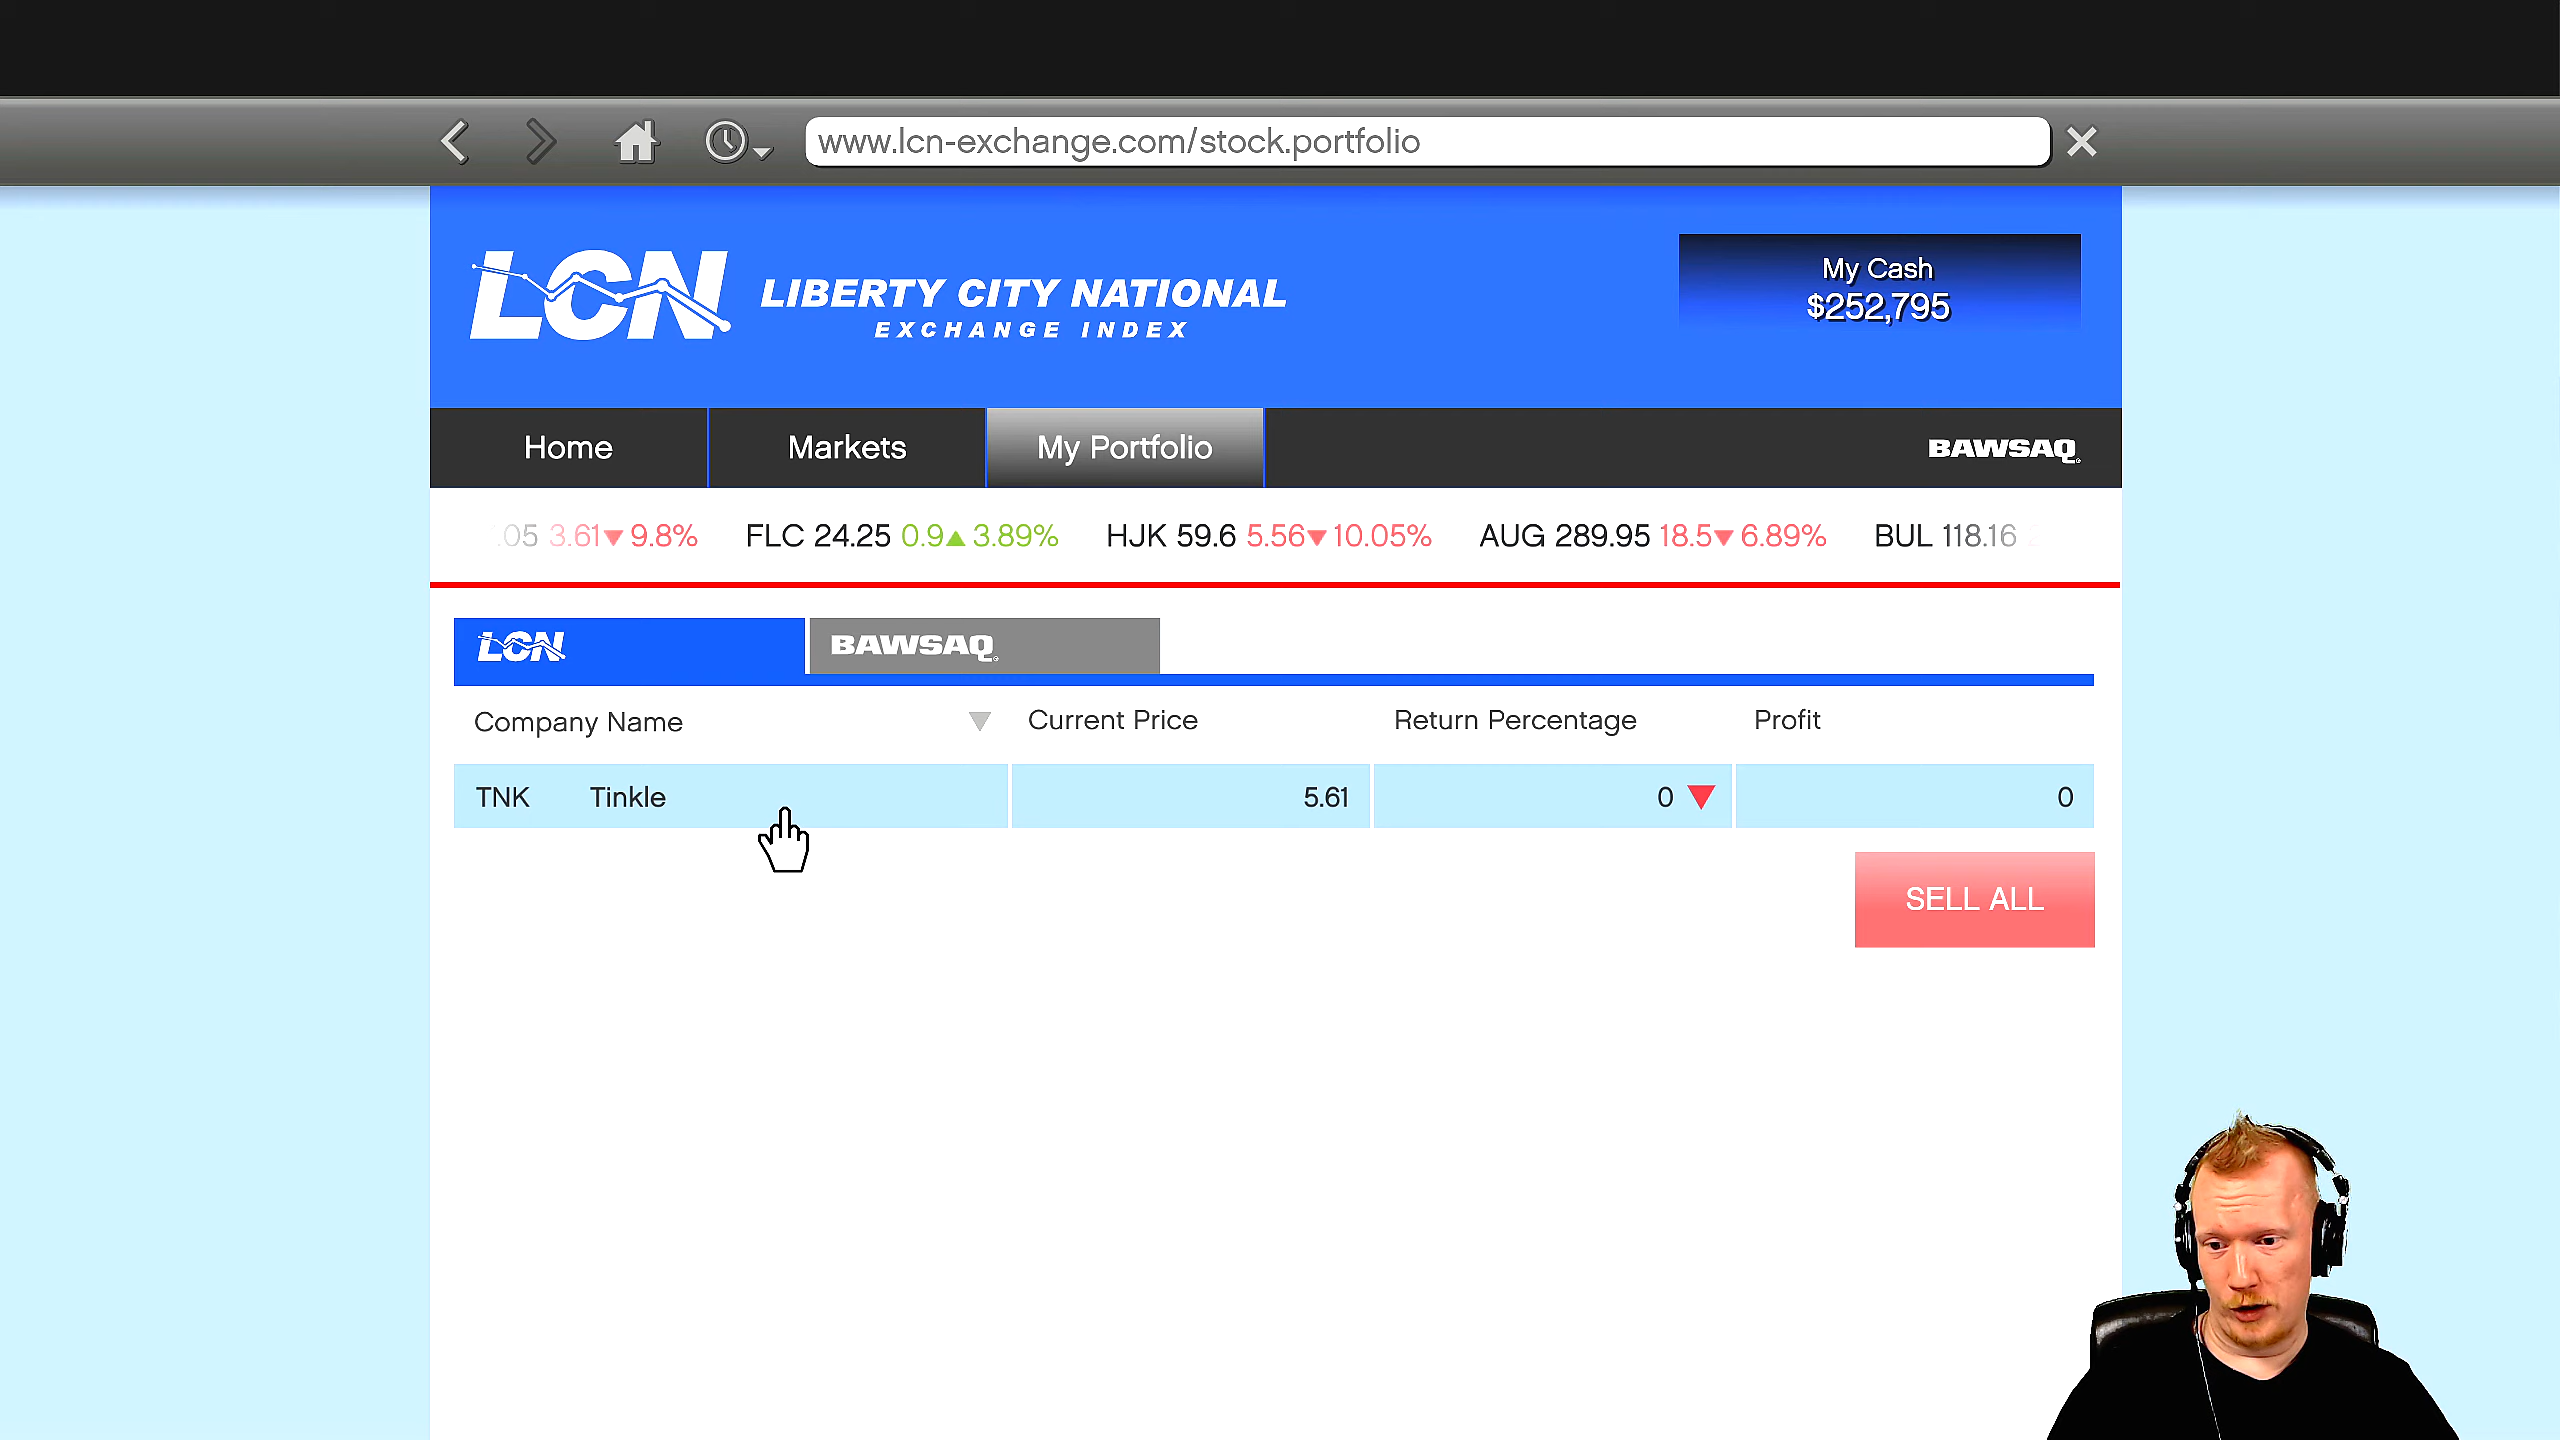 www.lcn-exchange.com/stock.portfolio
LCN
LIBERTY CITY NATIONAL
EXCHANGE INDEX
My Cash
$252,795
Home Markets My Portfolio BAWSAQ
.05 3.61▼9.8% FLC 24.25 0.9▲3.89% HJK 59.6 5.56▼10.05% AUG 289.95 18.5▼6.89% BUL 118.16
LCN BAWSAQ
Company Name ▼ Current Price Return Percentage Profit
TNK Tinkle 5.61 0 ▼ 0
SELL ALL